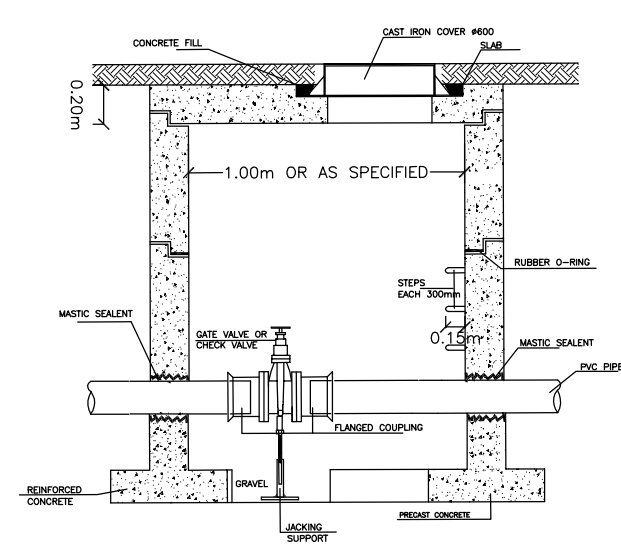 CAST IRON COVER ø600
CONCRETE FILL
SLAB
0.20m
1.00m OR AS SPECIFIED
RUBBER O-RING
STEPS
EACH 300mm
MASTIC SEALENT
GATE VALVE OR
CHECK VALVE
0.15m
MASTIC SEALENT
PVC PIPE
FLANGED COUPLING
GRAVEL
REINFORCED
CONCRETE
PRECAST CONCRETE
JACKING
SUPPORT